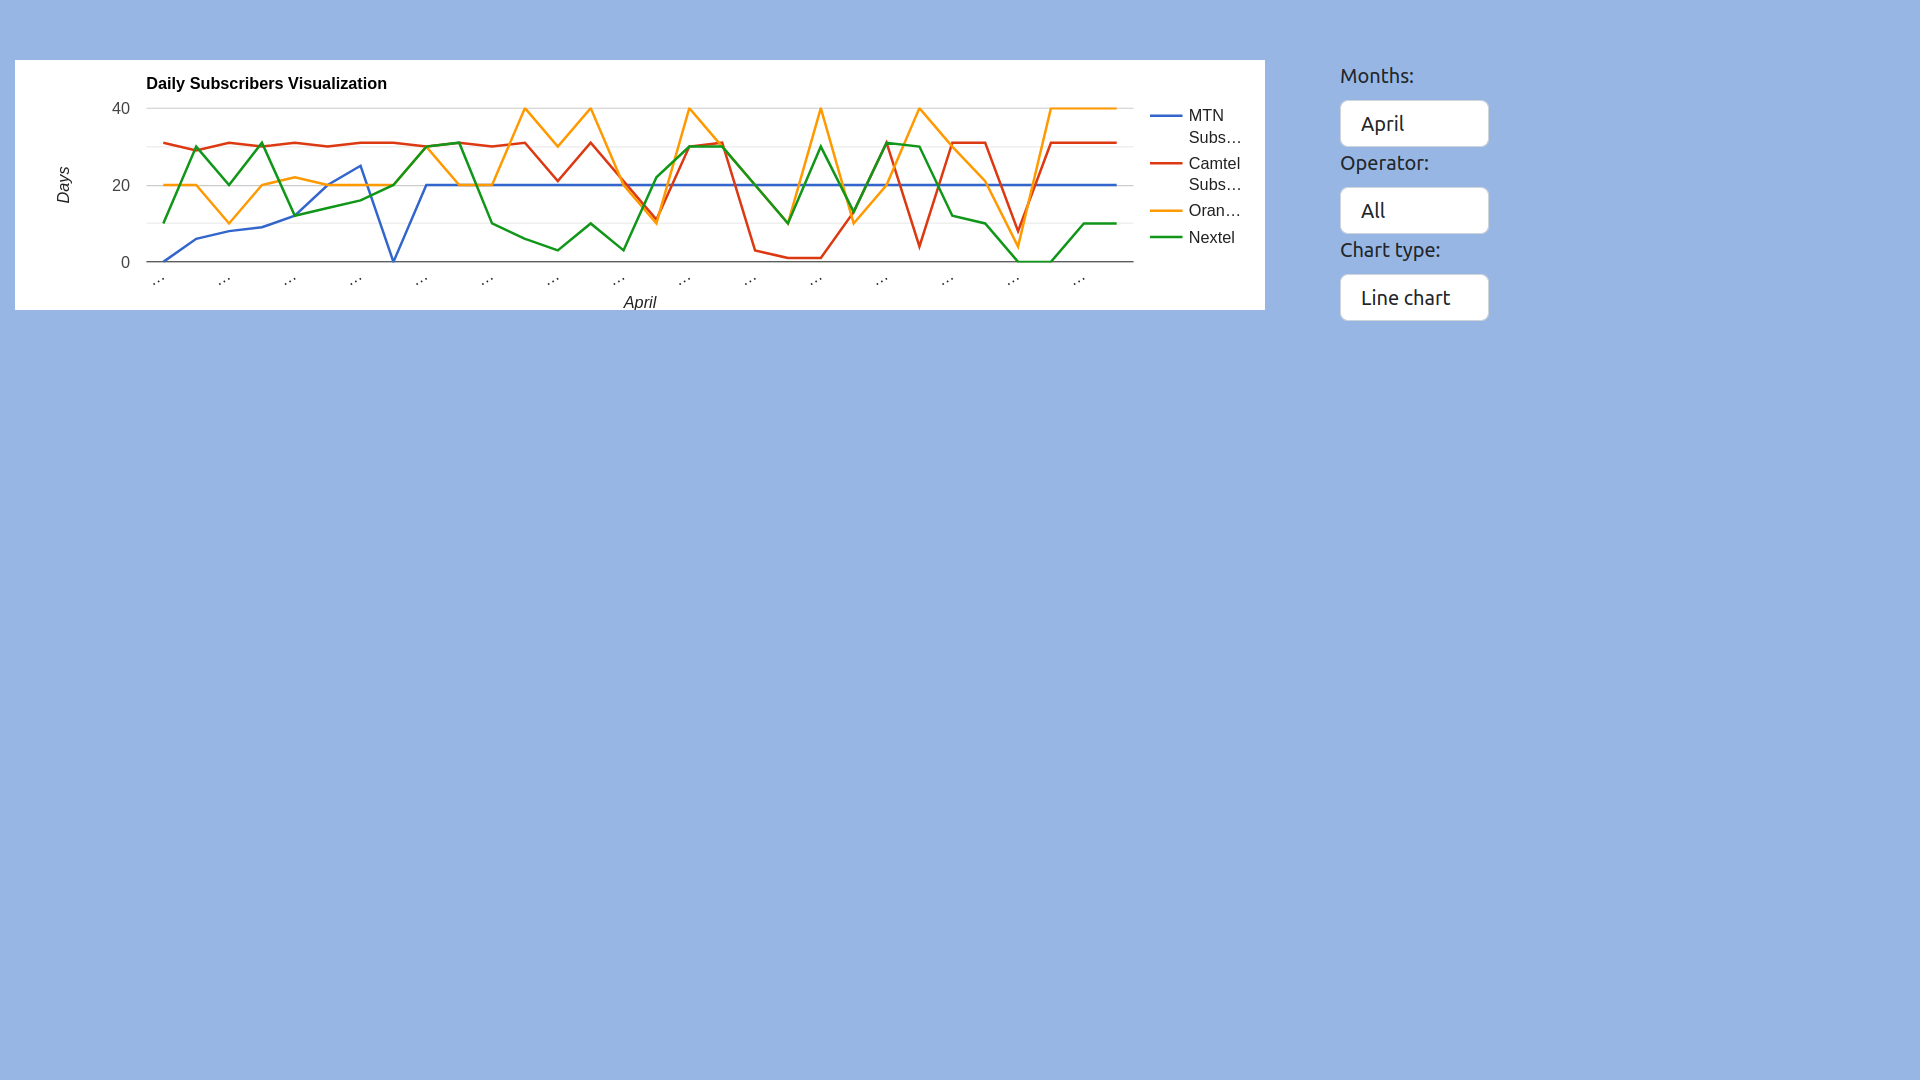 Daily Subscribers Visualization
40
20
0
Days
April
MTN
Subs...
Camtel
Subs...
Oran...
Nextel
Months:
April
Operator:
All
Chart type:
Line chart